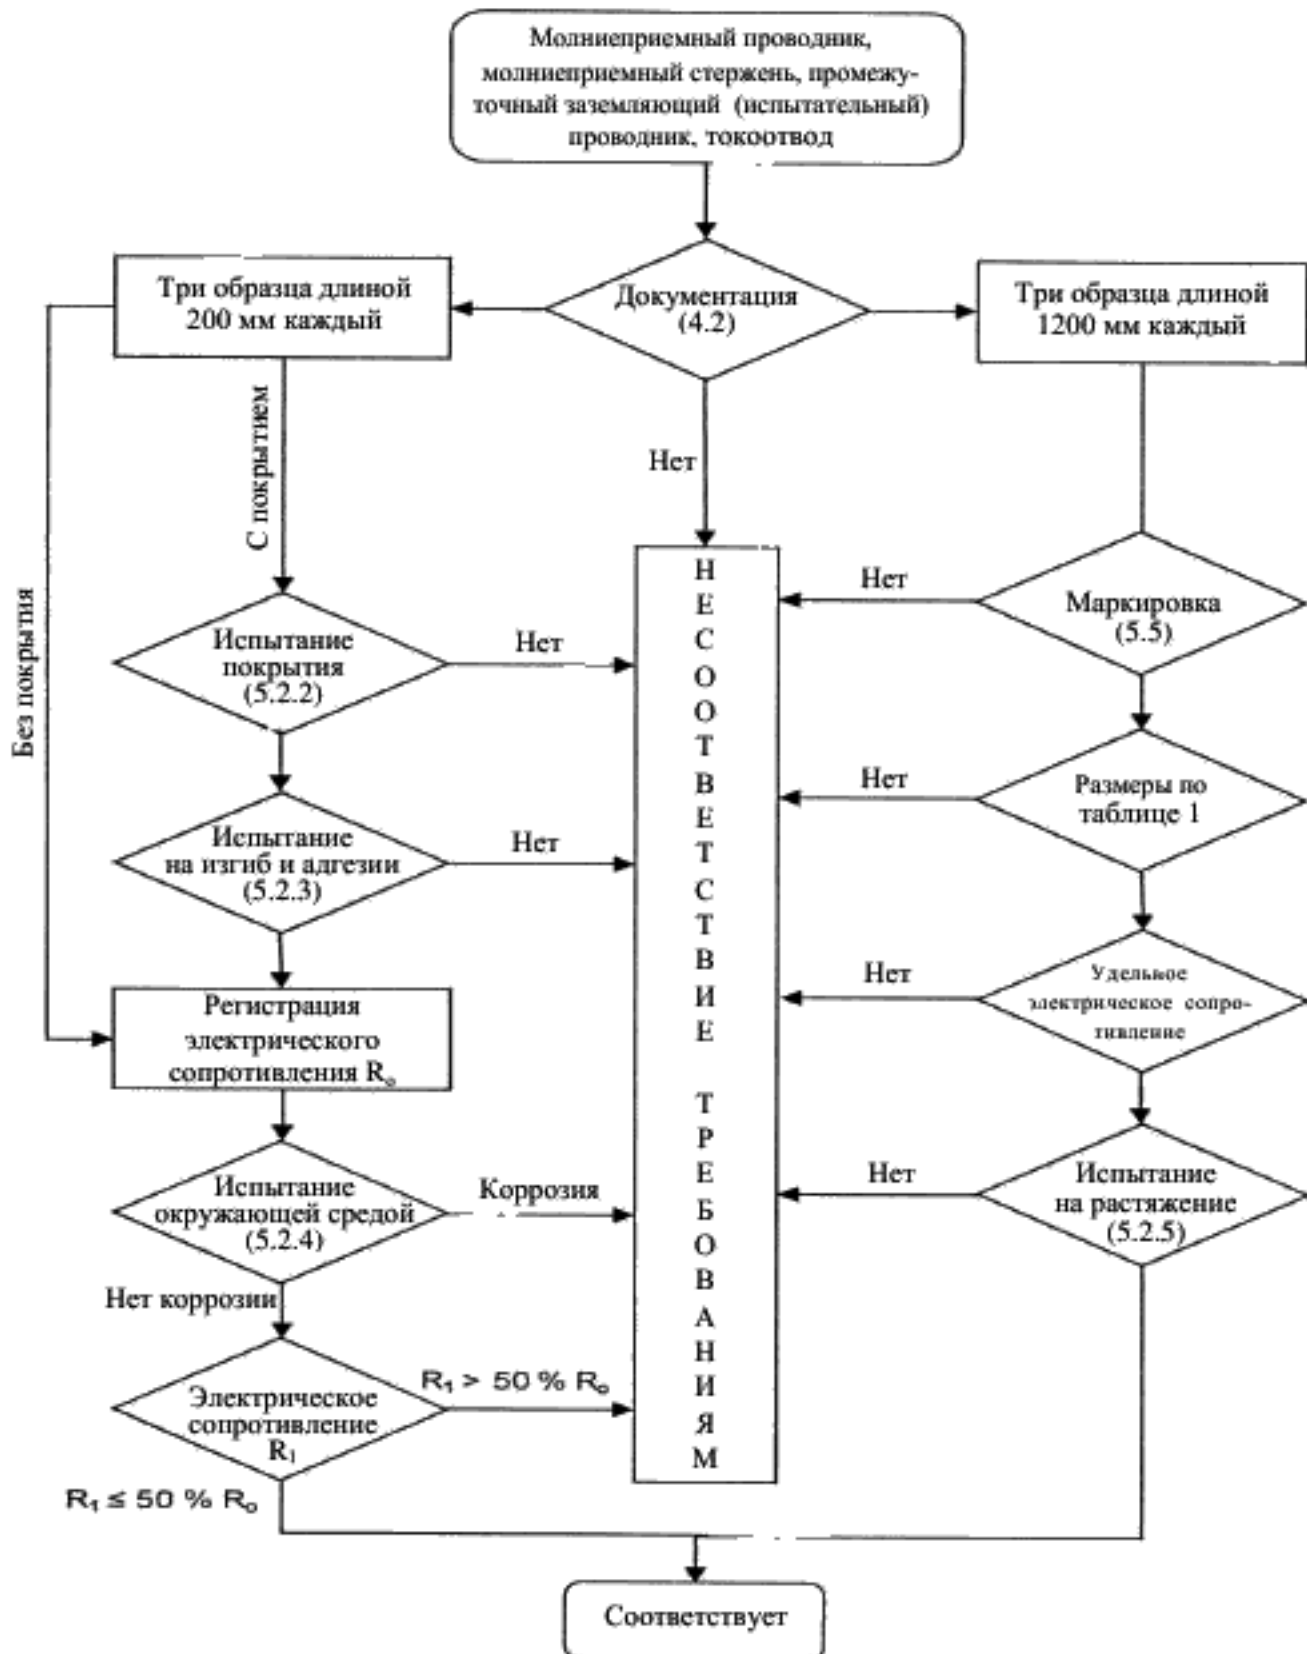 Молниеприемный проводник,
молниеприемный стержень, промежу-
точный заземляющий (испытательный)
проводник, токоотвод
Документация
(4.2)
Три образца длиной
200 мм каждый
Три образца длиной
1200 мм каждый
С покрытием
Без покрытия
Нет
Испытание
покрытия
(5.2.2)
Нет
Испытание
на изгиб и адгезии
(5.2.3)
Нет
Регистрация
электрического
сопротивления R₀
Испытание
окружающей средой
(5.2.4)
Коррозия
Нет коррозии
Электрическое
сопротивление
R₁
R₁ > 50 % R₀
R₁ ≤ 50 % R₀
НЕСООТВЕТСТВИЕ ТРЕБОВАНИЯМ
Маркировка
(5.5)
Нет
Размеры по
таблице 1
Нет
Удельное
электрическое сопро-
тивление
Нет
Испытание
на растяжение
(5.2.5)
Нет
Соответствует